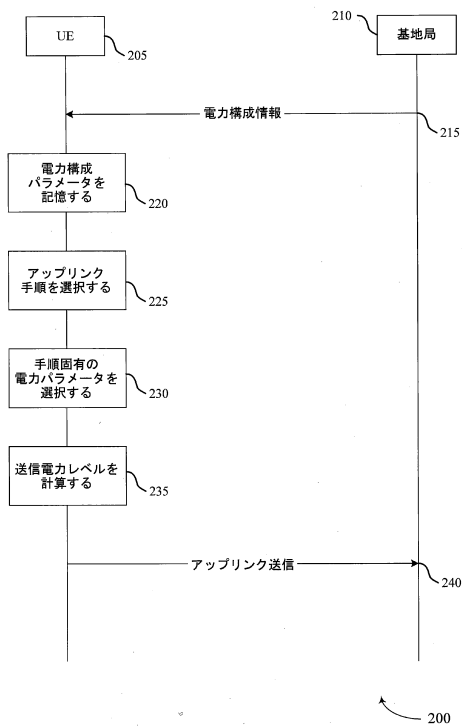 UE
205
210
基地局
電力構成情報
215
電力構成
パラメータを
記憶する
220
アップリンク
手順を選択する
225
手順固有の
電力パラメータを
選択する
230
送信電力レベルを
計算する
235
アップリンク送信
240
200